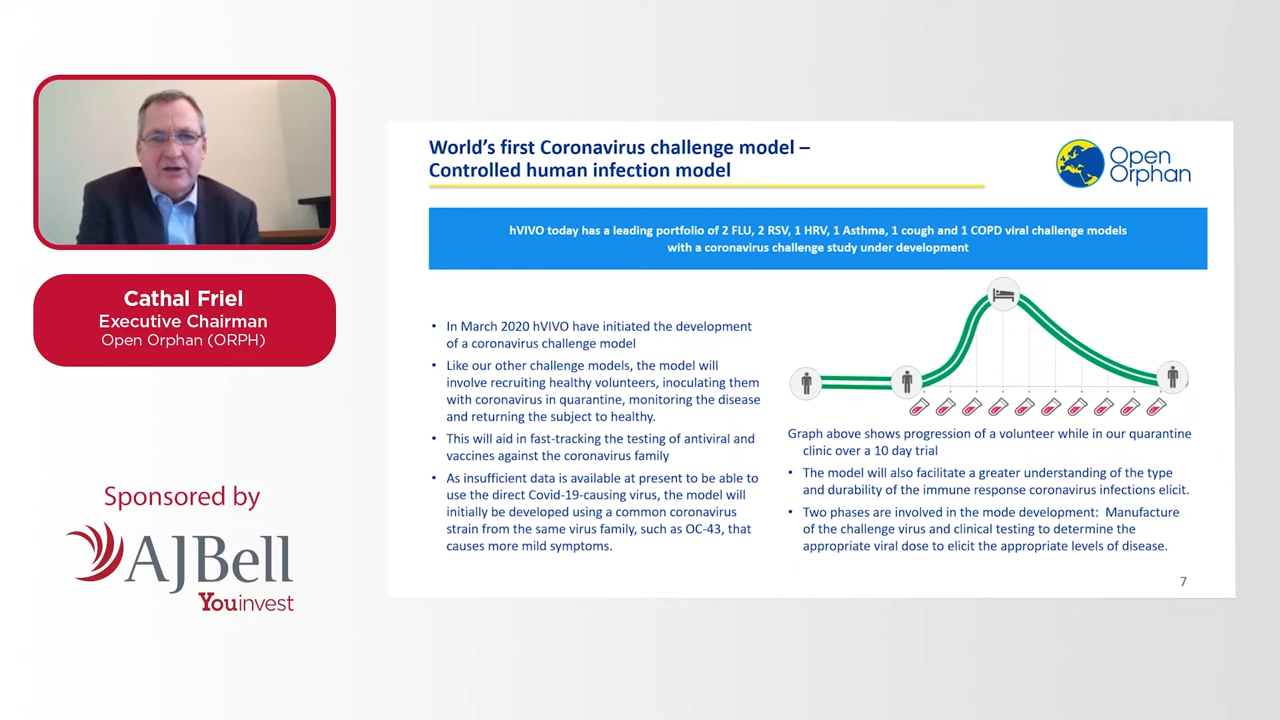 Cathal Friel
Executive Chairman
Open Orphan (ORPH)
Sponsored by
AJBell
Youinvest
World's first Coronavirus challenge model –
Controlled human infection model
Open
Orphan
hVIVO today has a leading portfolio of 2 FLU, 2 RSV, 1 HRV, 1 Asthma, 1 cough and 1 COPD viral challenge models
with a coronavirus challenge study under development
• In March 2020 hVIVO have initiated the development
of a coronavirus challenge model
• Like our other challenge models, the model will
involve recruiting healthy volunteers, inoculating them
with coronavirus in quarantine, monitoring the disease
and returning the subject to healthy.
• This will aid in fast-tracking the testing of antiviral and
vaccines against the coronavirus family
• As insufficient data is available at present to be able to
use the direct Covid-19-causing virus, the model will
initially be developed using a common coronavirus
strain from the same virus family, such as OC-43, that
causes more mild symptoms.
Graph above shows progression of a volunteer while in our quarantine
clinic over a 10 day trial
• The model will also facilitate a greater understanding of the type
and durability of the immune response coronavirus infections elicit.
• Two phases are involved in the mode development: Manufacture
of the challenge virus and clinical testing to determine the
appropriate viral dose to elicit the appropriate levels of disease.
7